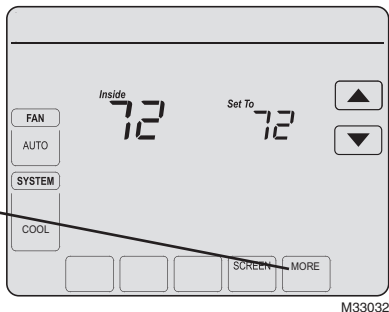 Inside
72
Set To
72
FAN
AUTO
SYSTEM
COOL
SCREEN
MORE
M33032